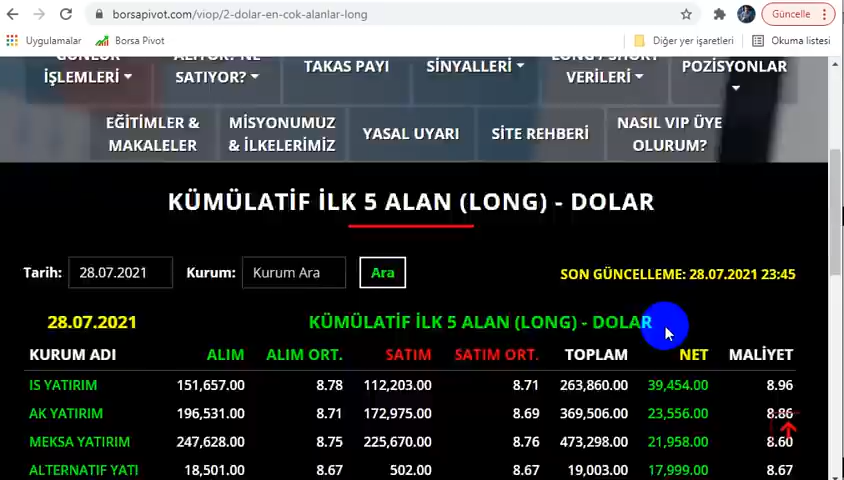 borsapivot.com/viop/2-dolar-en-cok-alanlar-long
Güncelle
Uygulamalar Borsa Pivot Diğer yer işaretleri Okuma listesi
İŞLEMLERİ SATIYOR? TAKAS PAYI SİNYALLERİ VERİLERİ POZİSYONLAR
EĞİTİMLER & MAKALELER MİSYONUMUZ & İLKELERİMİZ YASAL UYARI SİTE REHBERİ NASIL VIP ÜYE OLURUM?
KÜMÜLATİF İLK 5 ALAN (LONG) - DOLAR
Tarih: 28.07.2021 Kurum: Kurum Ara Ara SON GÜNCELLEME: 28.07.2021 23:45
28.07.2021 KÜMÜLATİF İLK 5 ALAN (LONG) - DOLAR
KURUM ADI ALIM ALIM ORT. SATIM SATIM ORT. TOPLAM NET MALİYET
IS YATIRIM 151,657.00 8.78 112,203.00 8.71 263,860.00 39,454.00 8.96
AK YATIRIM 196,531.00 8.71 172,975.00 8.69 369,506.00 23,556.00 8.86
MEKSA YATIRIM 247,628.00 8.75 225,670.00 8.76 473,298.00 21,958.00 8.60
ALTERNATIF YATI 18,501.00 8.67 502.00 8.67 19,003.00 17,999.00 8.67